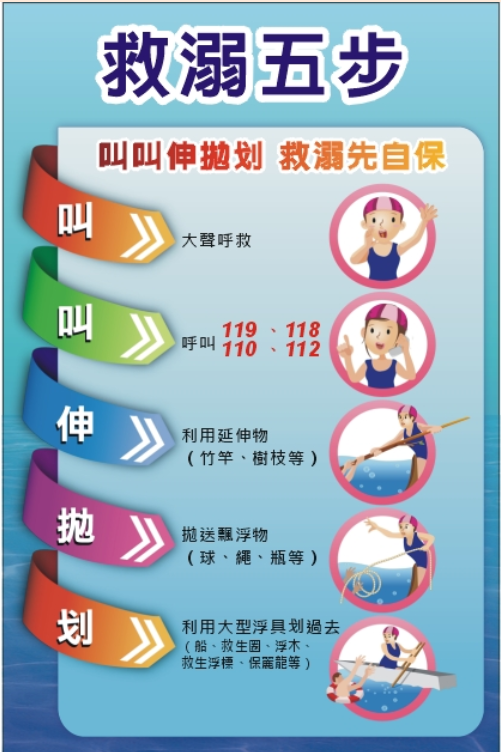 救溺五步
叫叫伸拋划 救溺先自保
叫
大聲呼救
叫
呼叫 119、118
110、112
伸
利用延伸物
（竹竿、樹枝等）
拋
拋送飄浮物
（球、繩、瓶等）
划
利用大型浮具划過去
（船、救生圈、浮木、
救生浮標、保麗龍等）